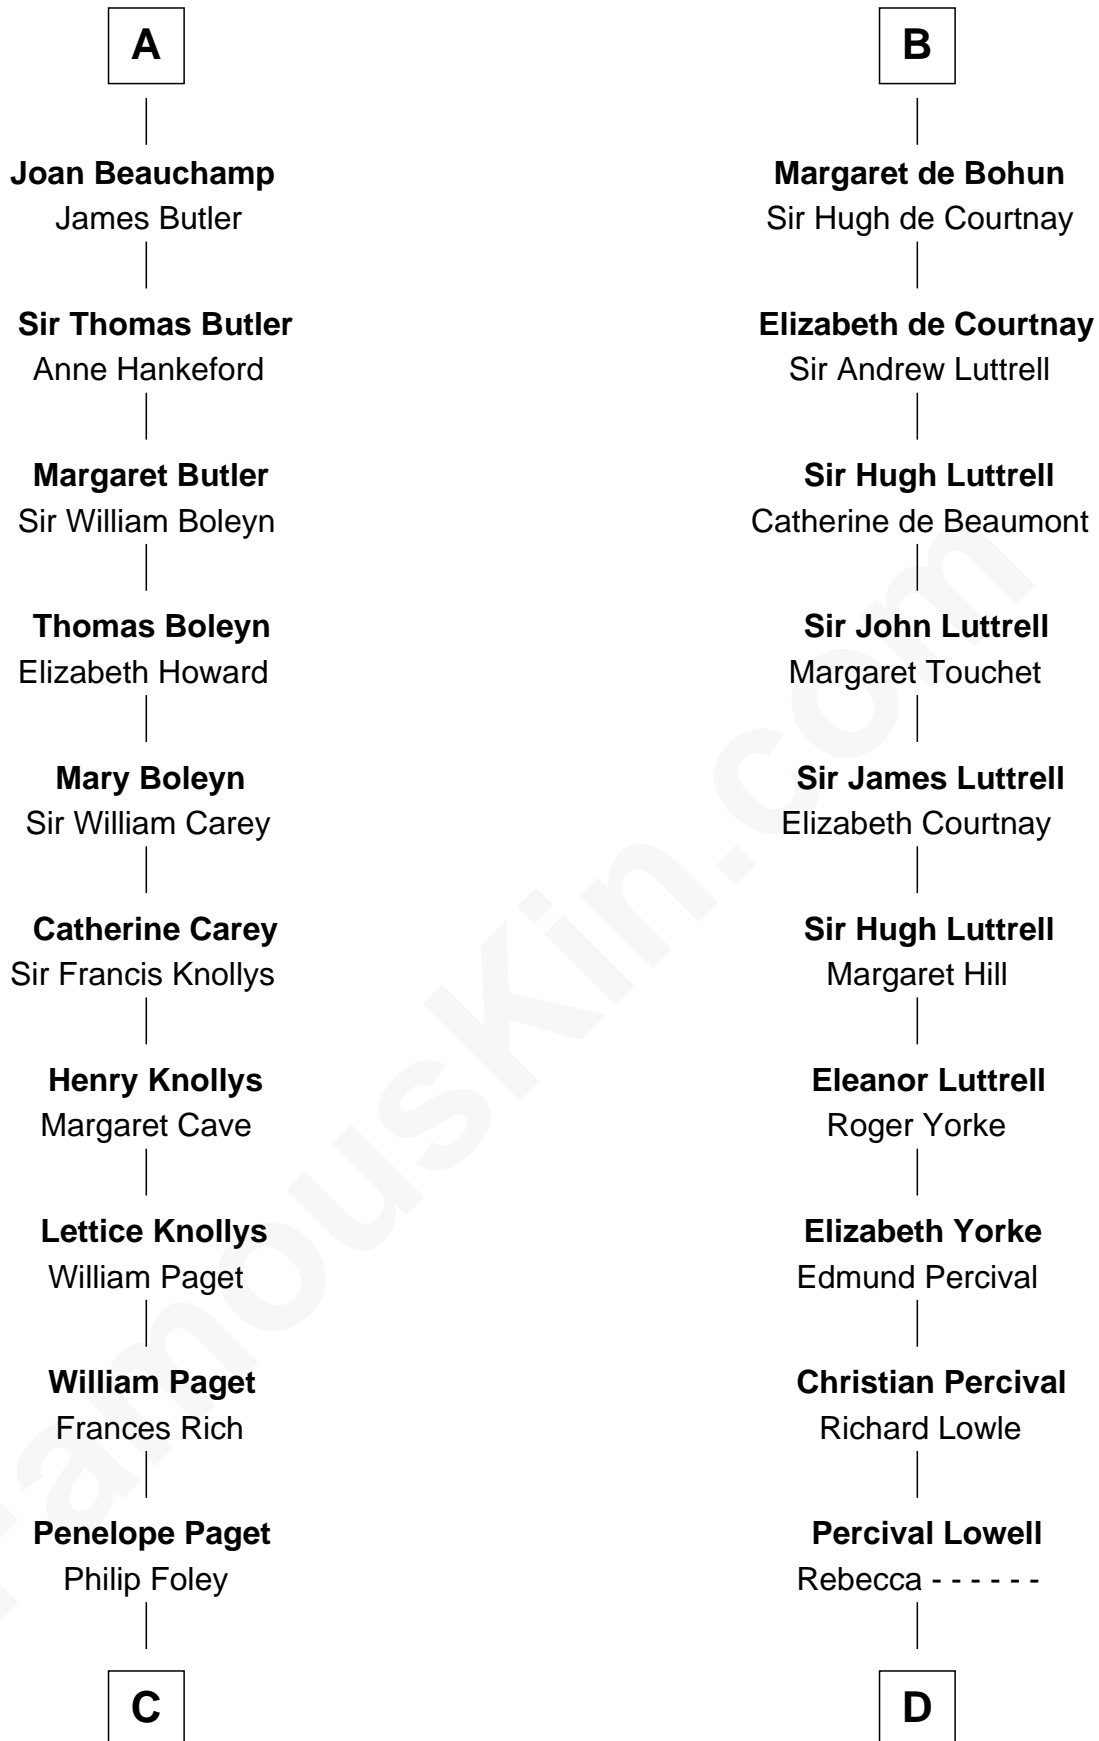 A
Joan Beauchamp
James Butler
Sir Thomas Butler
Anne Hankeford
Margaret Butler
Sir William Boleyn
Thomas Boleyn
Elizabeth Howard
Mary Boleyn
Sir William Carey
Catherine Carey
Sir Francis Knollys
Henry Knollys
Margaret Cave
Lettice Knollys
William Paget
William Paget
Frances Rich
Penelope Paget
Philip Foley
C
B
Margaret de Bohun
Sir Hugh de Courtnay
Elizabeth de Courtnay
Sir Andrew Luttrell
Sir Hugh Luttrell
Catherine de Beaumont
Sir John Luttrell
Margaret Touchet
Sir James Luttrell
Elizabeth Courtnay
Sir Hugh Luttrell
Margaret Hill
Eleanor Luttrell
Roger Yorke
Elizabeth Yorke
Edmund Percival
Christian Percival
Richard Lowle
Percival Lowell
Rebecca - - - - - -
D
FamousKin.com